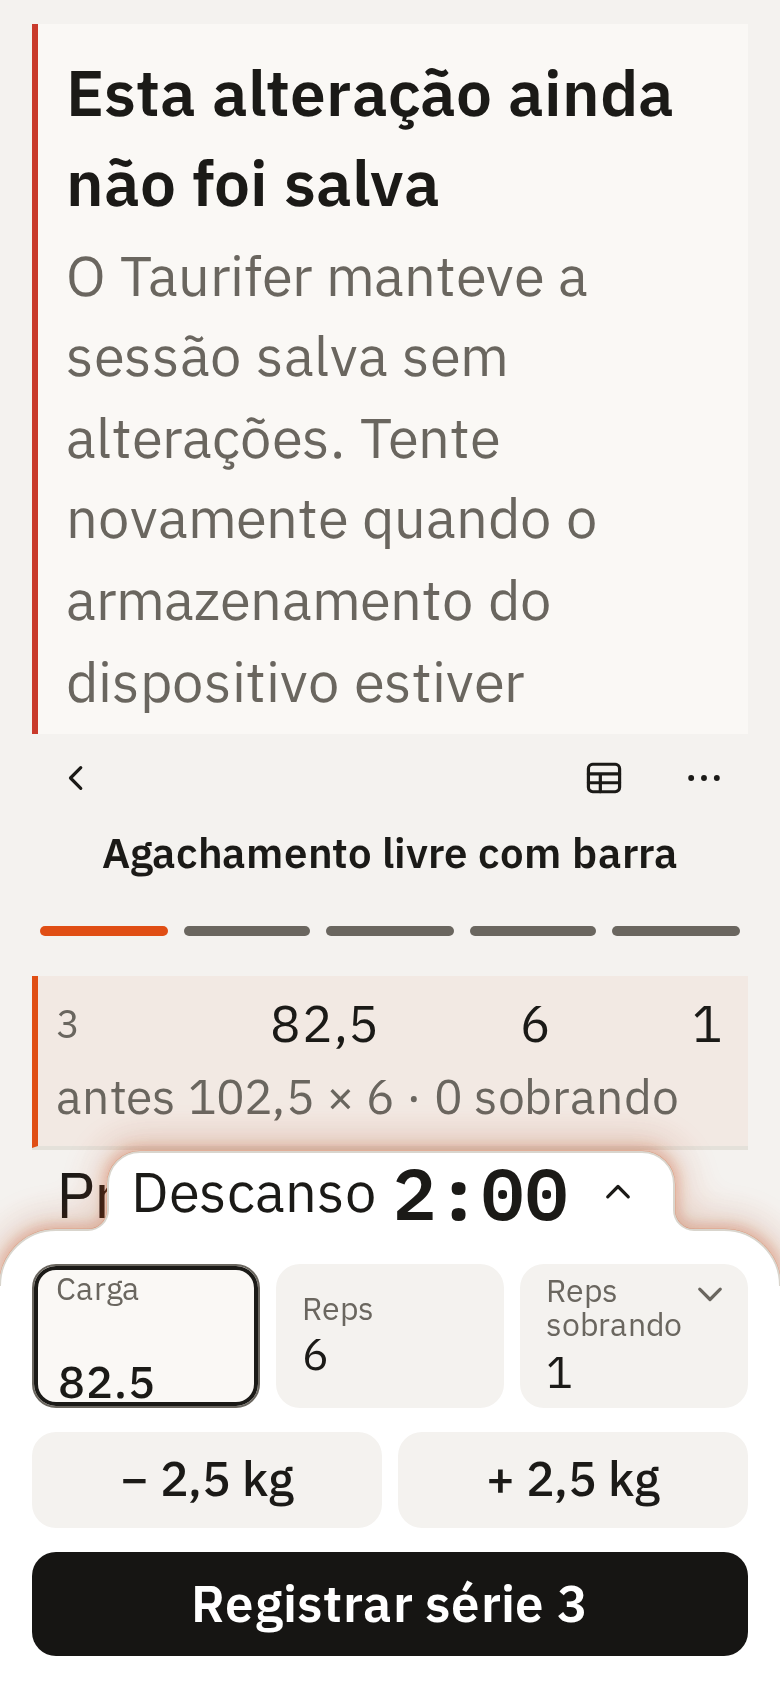 Esta alteração ainda
não foi salva
O Taurifer manteve a
sessão salva sem
alterações. Tente
novamente quando o
armazenamento do
dispositivo estiver
Agachamento livre com barra
3 82,5 6 1
antes 102,5 × 6 · 0 sobrando
Descanso 2:00
Carga
82.5
Reps
6
Reps
sobrando
1
− 2,5 kg
+ 2,5 kg
Registrar série 3